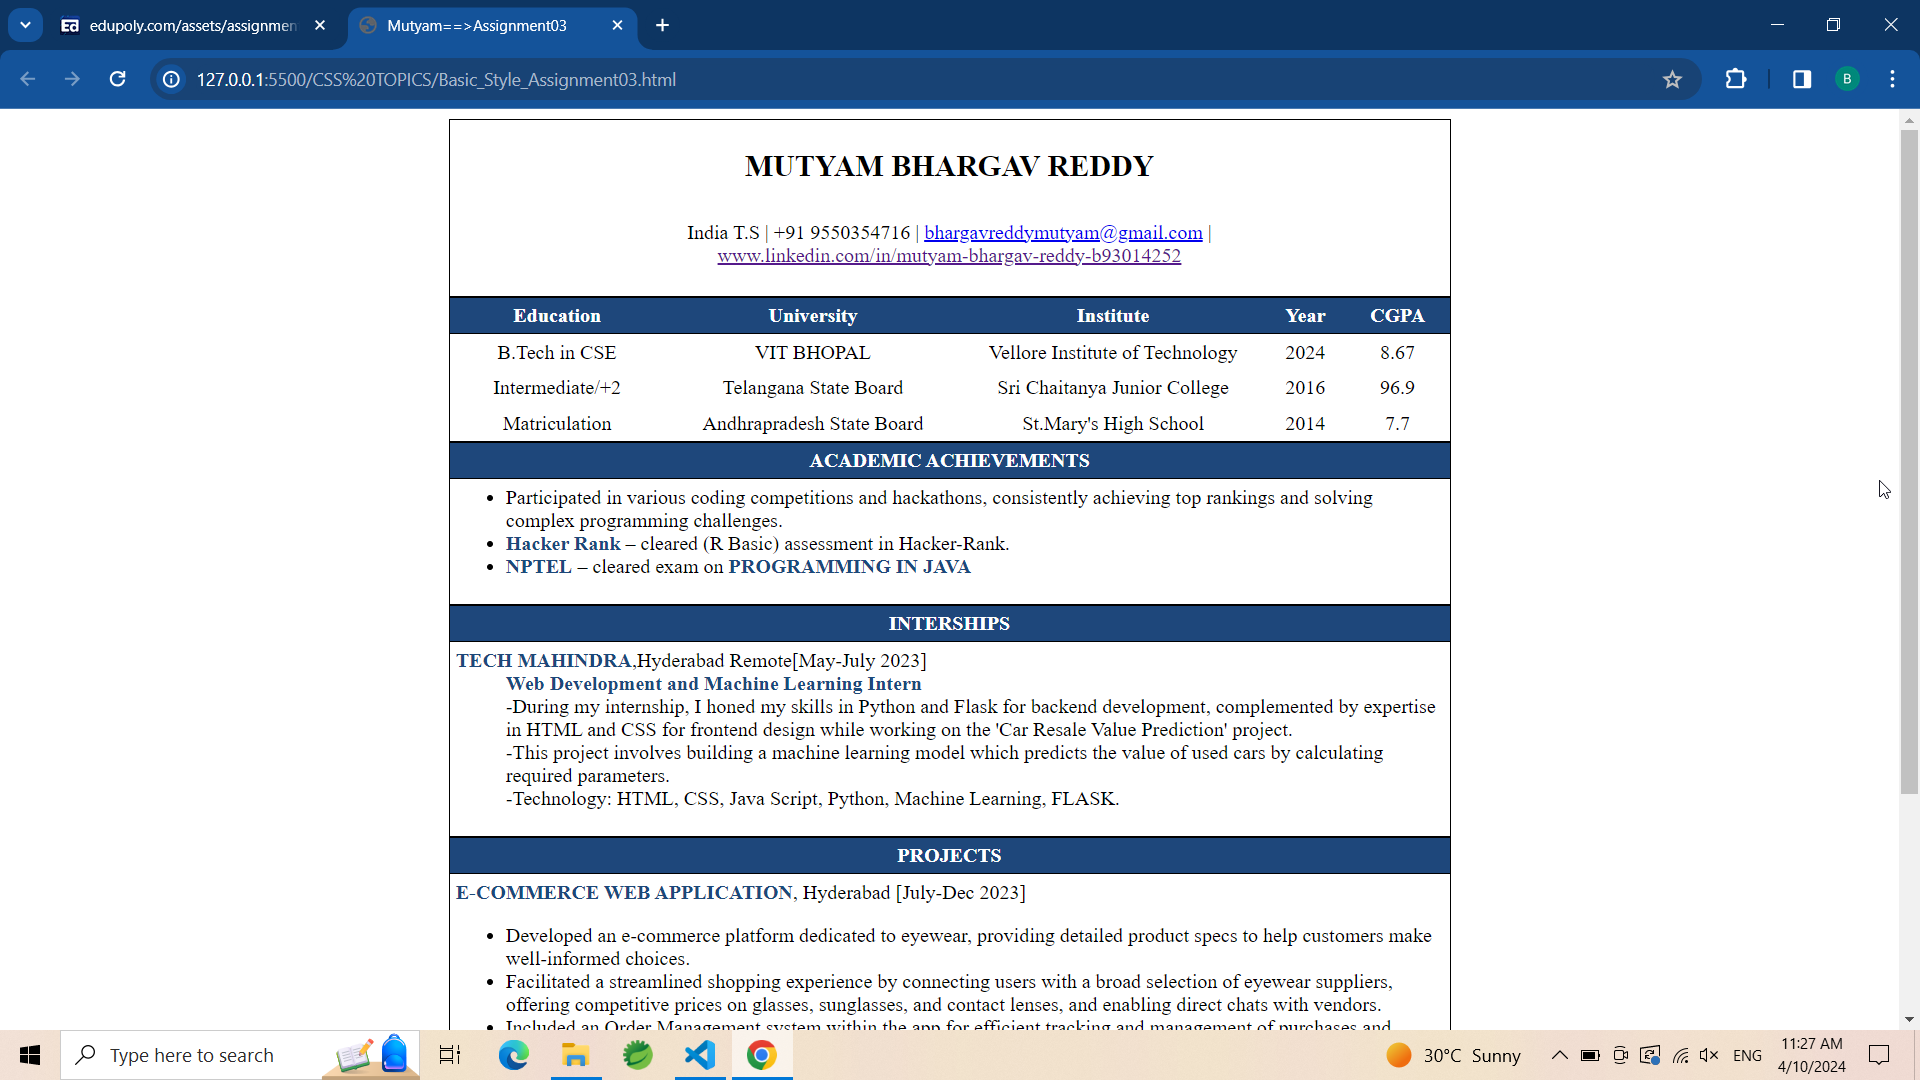 edupoly.com/assets/assignmen
Mutyam==>Assignment03
127.0.0.1:5500/CSS%20TOPICS/Basic_Style_Assignment03.html
B
MUTYAM BHARGAV REDDY
India T.S | +91 9550354716 | bhargavreddymutyam@gmail.com |
www.linkedin.com/in/mutyam-bhargav-reddy-b93014252
Education University Institute Year CGPA
B.Tech in CSE VIT BHOPAL Vellore Institute of Technology 2024 8.67
Intermediate/+2 Telangana State Board Sri Chaitanya Junior College 2016 96.9
Matriculation Andhrapradesh State Board St.Mary's High School 2014 7.7
ACADEMIC ACHIEVEMENTS
• Participated in various coding competitions and hackathons, consistently achieving top rankings and solving
complex programming challenges.
• Hacker Rank – cleared (R Basic) assessment in Hacker-Rank.
• NPTEL – cleared exam on PROGRAMMING IN JAVA
INTERSHIPS
TECH MAHINDRA,Hyderabad Remote[May-July 2023]
Web Development and Machine Learning Intern
-During my internship, I honed my skills in Python and Flask for backend development, complemented by expertise
in HTML and CSS for frontend design while working on the 'Car Resale Value Prediction' project.
-This project involves building a machine learning model which predicts the value of used cars by calculating
required parameters.
-Technology: HTML, CSS, Java Script, Python, Machine Learning, FLASK.
PROJECTS
E-COMMERCE WEB APPLICATION, Hyderabad [July-Dec 2023]
• Developed an e-commerce platform dedicated to eyewear, providing detailed product specs to help customers make
well-informed choices.
• Facilitated a streamlined shopping experience by connecting users with a broad selection of eyewear suppliers,
offering competitive prices on glasses, sunglasses, and contact lenses, and enabling direct chats with vendors.
• Included an Order Management system within the app for efficient tracking and management of purchases and
Type here to search
30°C Sunny
ENG
11:27 AM
4/10/2024